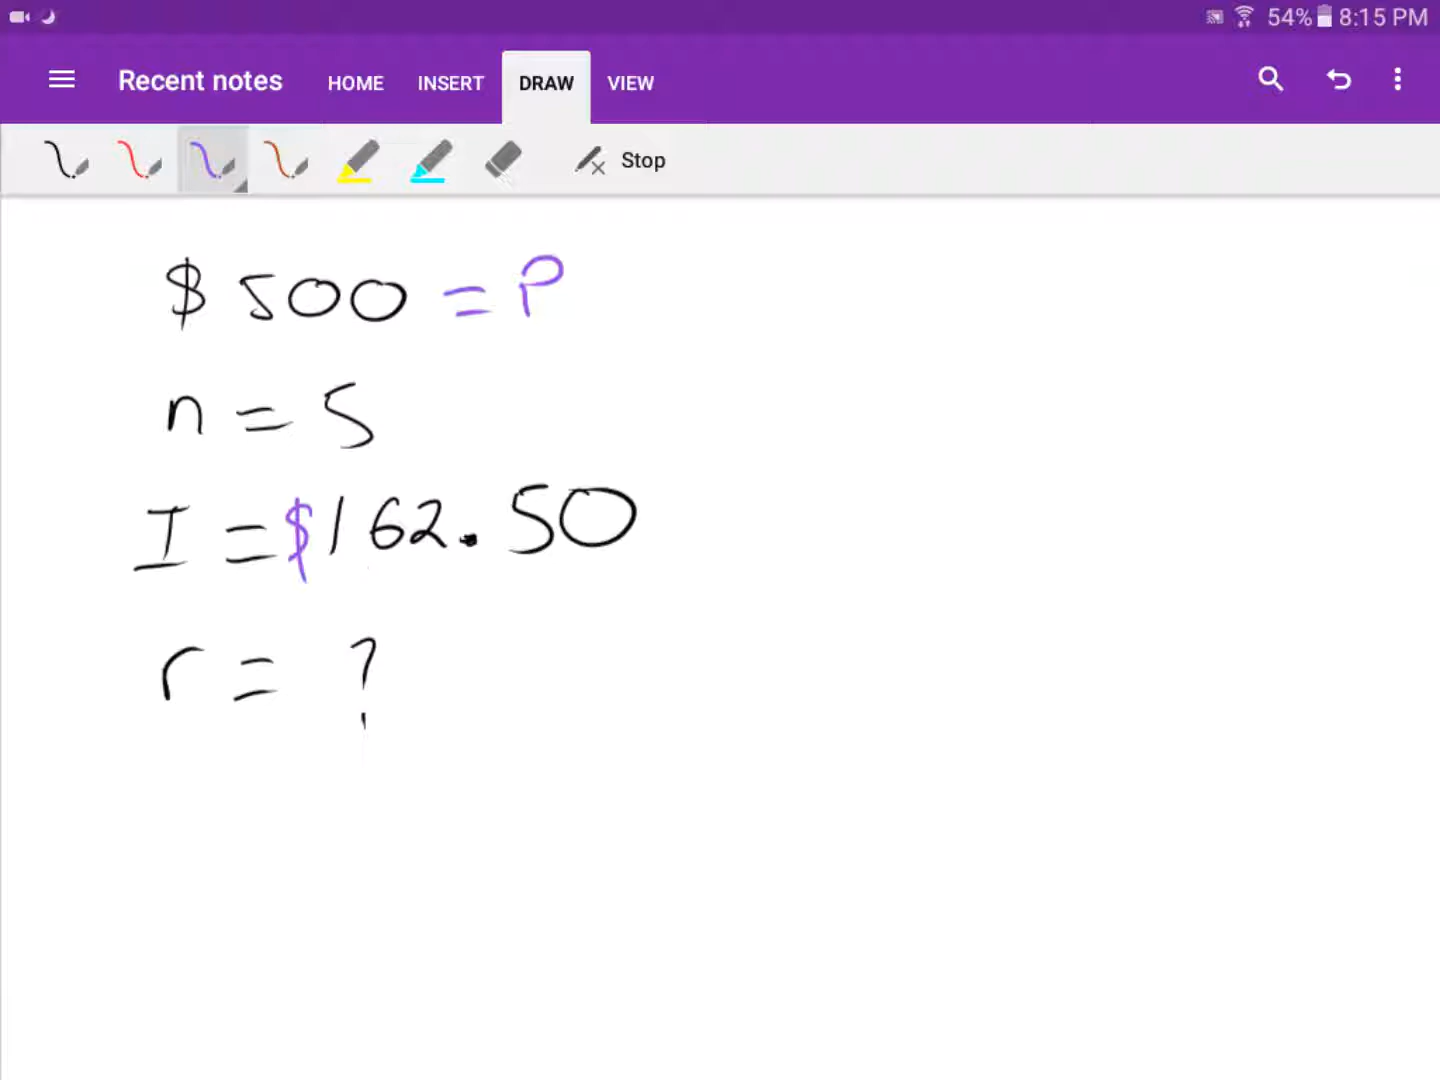 54% 8:15 PM
Recent notes HOME INSERT DRAW VIEW
Stop
$ 500 = P
n = 5
I = $162.50
r = ?